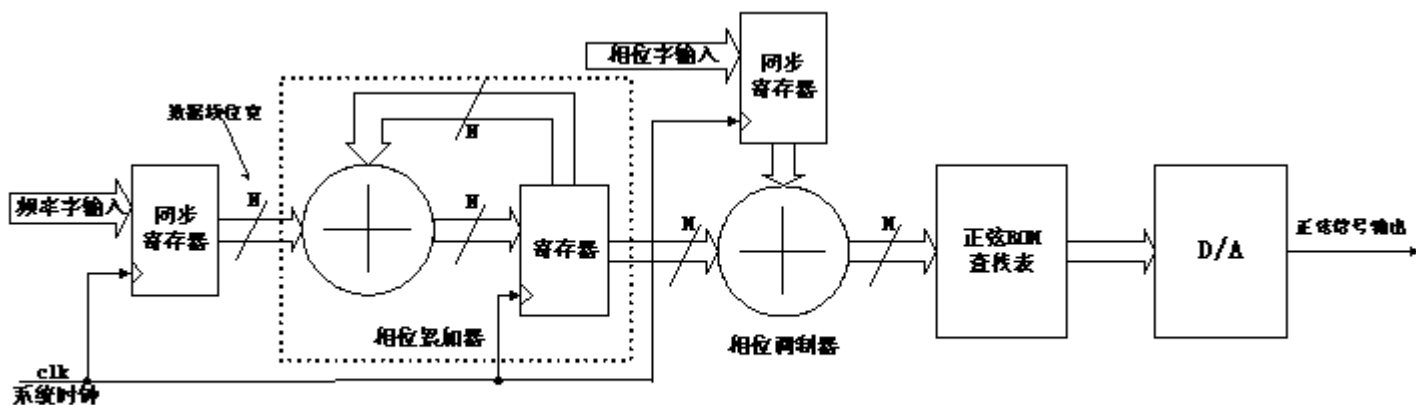 相位字输入
同步
寄存器
数据线位宽
N
频率字输入
同步
寄存器
N
N
寄存器
相位累加器
M
M
相位调制器
正弦ROM
查找表
D/A
正弦信号输出
clk
系统时钟